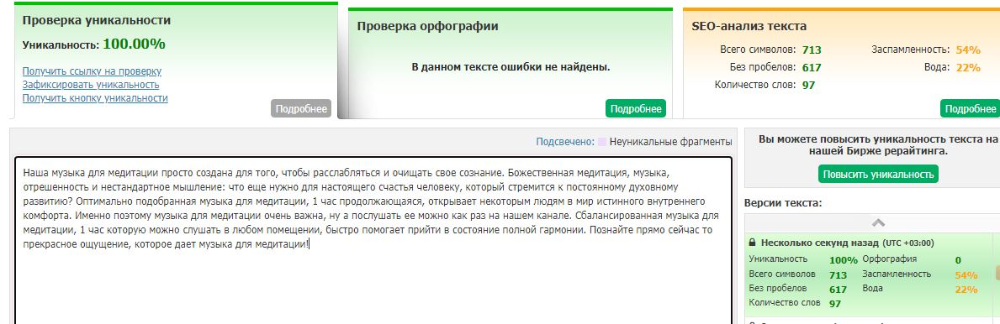 Проверка уникальности
Уникальность: 100.00%
Получить ссылку на проверку
Зафиксировать уникальность
Получить кнопку уникальности
Подробнее
Проверка орфографии
В данном тексте ошибки не найдены.
Подробнее
SEO-анализ текста
Всего символов: 713 Заспамленность: 54%
Без пробелов: 617 Вода: 22%
Количество слов: 97
Подробнее
Подсвечено: Неуникальные фрагменты
Наша музыка для медитации просто создана для того, чтобы расслабляться и очищать свое сознание. Божественная медитация, музыка,
отрешенность и нестандартное мышление: что еще нужно для настоящего счастья человеку, который стремится к постоянному духовному
развитию? Оптимально подобранная музыка для медитации, 1 час продолжающаяся, открывает некоторым людям в мир истинного внутреннего
комфорта. Именно поэтому музыка для медитации очень важна, ну а послушать ее можно как раз на нашем канале. Сбалансированная музыка для
медитации, 1 час которую можно слушать в любом помещении, быстро помогает прийти в состояние полной гармонии. Познайте прямо сейчас то
прекрасное ощущение, которое дает музыка для медитации!
Вы можете повысить уникальность текста на
нашей Бирже рерайтинга.
Повысить уникальность
Версии текста:
Несколько секунд назад (UTC +03:00)
Уникальность 100% Орфография 0
Всего символов 713 Заспамленность 54%
Без пробелов 617 Вода 22%
Количество слов 97